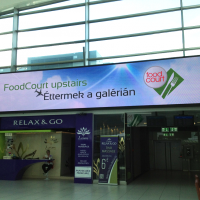 FoodCourt upstairs
Éttermek a galérián
food
court
RELAX & GO